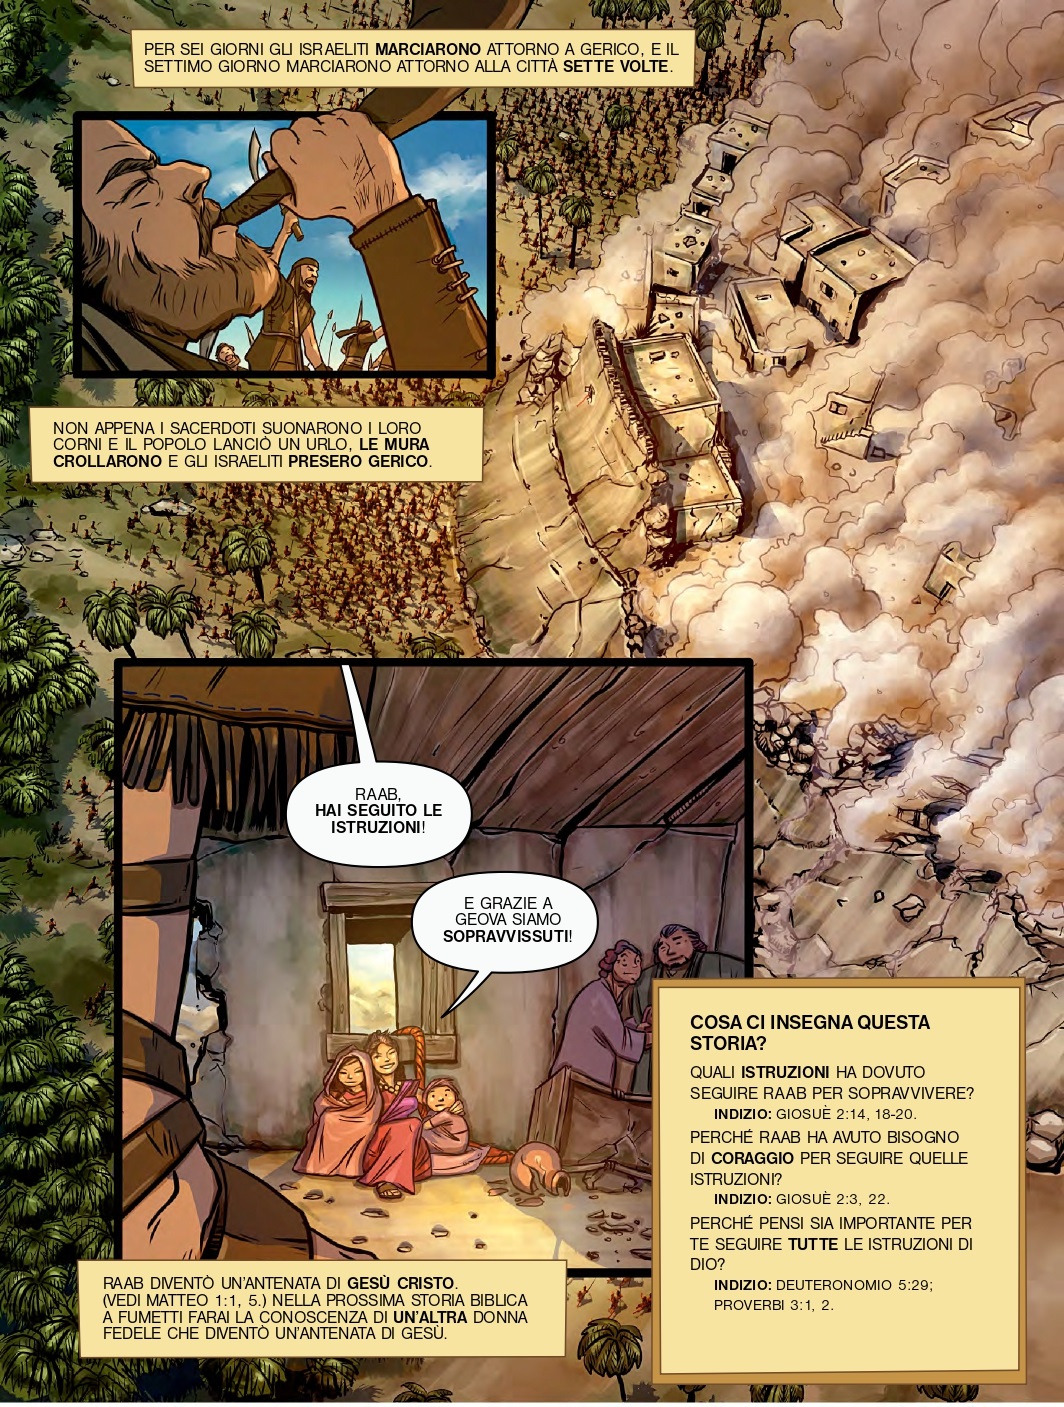 PER SEI GIORNI GLI ISRAELITI MARCIARONO ATTORNO A GERICO, E IL
SETTIMO GIORNO MARCIARONO ATTORNO ALLA CITTÀ SETTE VOLTE.
NON APPENA I SACERDOTI SUONARONO I LORO
CORNI E IL POPOLO LANCIÒ UN URLO, LE MURA
CROLLARONO E GLI ISRAELITI PRESERO GERICO.
RAAB,
HAI SEGUITO LE
ISTRUZIONI!
E GRAZIE A
GEOVA SIAMO
SOPRAVVISSUTI!
RAAB DIVENTÒ UN'ANTENATA DI GESÙ CRISTO.
(VEDI MATTEO 1:1, 5.) NELLA PROSSIMA STORIA BIBLICA
A FUMETTI FARAI LA CONOSCENZA DI UN'ALTRA DONNA
FEDELE CHE DIVENTÒ UN'ANTENATA DI GESÙ.
COSA CI INSEGNA QUESTA
STORIA?
QUALI ISTRUZIONI HA DOVUTO
SEGUIRE RAAB PER SOPRAVVIVERE?
INDIZIO: GIOSUÈ 2:14, 18-20.
PERCHÉ RAAB HA AVUTO BISOGNO
DI CORAGGIO PER SEGUIRE QUELLE
ISTRUZIONI?
INDIZIO: GIOSUÈ 2:3, 22.
PERCHÉ PENSI SIA IMPORTANTE PER
TE SEGUIRE TUTTE LE ISTRUZIONI DI
DIO?
INDIZIO: DEUTERONOMIO 5:29;
PROVERBI 3:1, 2.